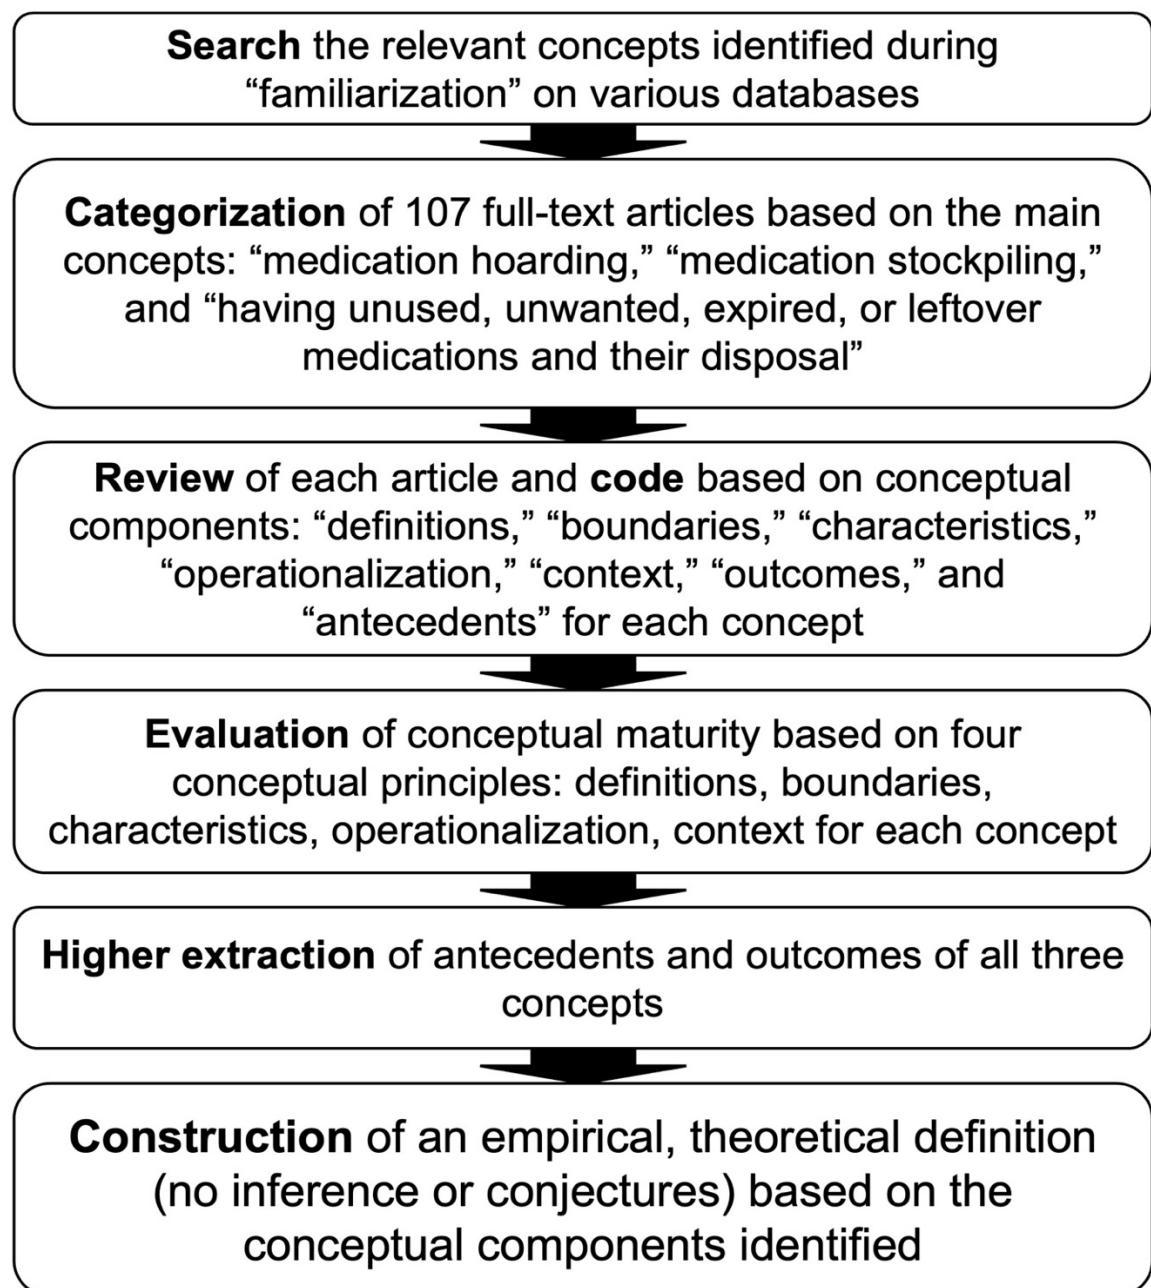 Search the relevant concepts identified during
“familiarization” on various databases
Categorization of 107 full-text articles based on the main
concepts: “medication hoarding,” “medication stockpiling,”
and “having unused, unwanted, expired, or leftover
medications and their disposal”
Review of each article and code based on conceptual
components: “definitions,” “boundaries,” “characteristics,”
“operationalization,” “context,” “outcomes,” and
“antecedents” for each concept
Evaluation of conceptual maturity based on four
conceptual principles: definitions, boundaries,
characteristics, operationalization, context for each concept
Higher extraction of antecedents and outcomes of all three
concepts
Construction of an empirical, theoretical definition
(no inference or conjectures) based on the
conceptual components identified